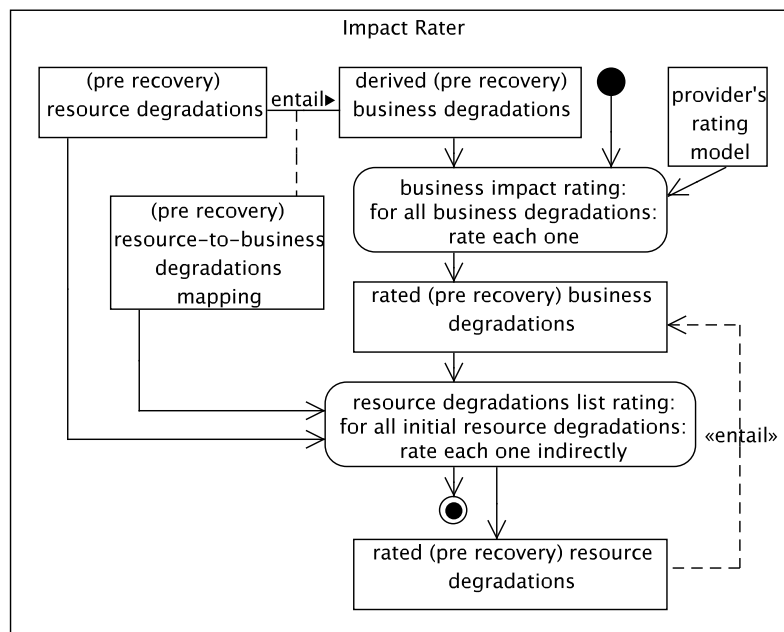 Impact Rater
(pre recovery)
resource degradations
entail▶
derived (pre recovery)
business degradations
provider's
rating
model
(pre recovery)
resource-to-business
degradations
mapping
business impact rating:
for all business degradations:
rate each one
rated (pre recovery) business
degradations
resource degradations list rating:
for all initial resource degradations:
rate each one indirectly
«entail»
rated (pre recovery) resource
degradations